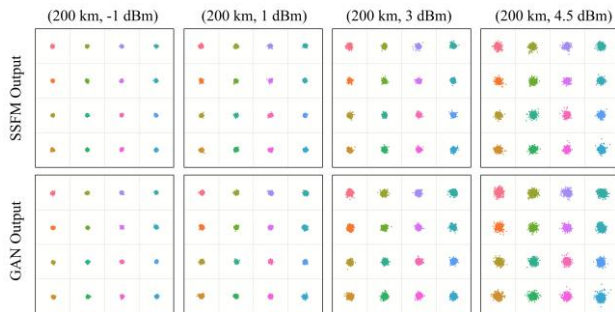 (200 km, -1 dBm) (200 km, 1 dBm) (200 km, 3 dBm) (200 km, 4.5 dBm)
SSFM Output
GAN Output